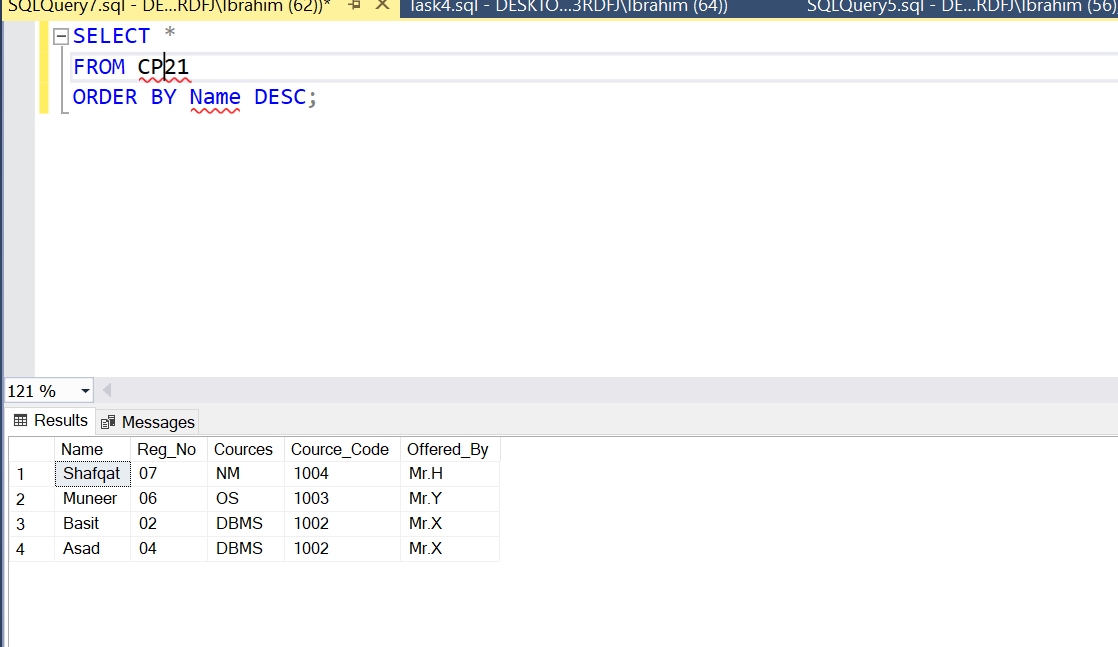 SQLQuery7.sql - DE...RDFJ\Ibrahim (62))* Task4.sql - DESKTO...3RDFJ\Ibrahim (64)) SQLQuery5.sql - DE...RDFJ\Ibrahim (56)
SELECT *
FROM CP21
ORDER BY Name DESC;
121 %
Results Messages
Name Reg_No Cources Cource_Code Offered_By
1 Shafqat 07 NM 1004 Mr.H
2 Muneer 06 OS 1003 Mr.Y
3 Basit 02 DBMS 1002 Mr.X
4 Asad 04 DBMS 1002 Mr.X